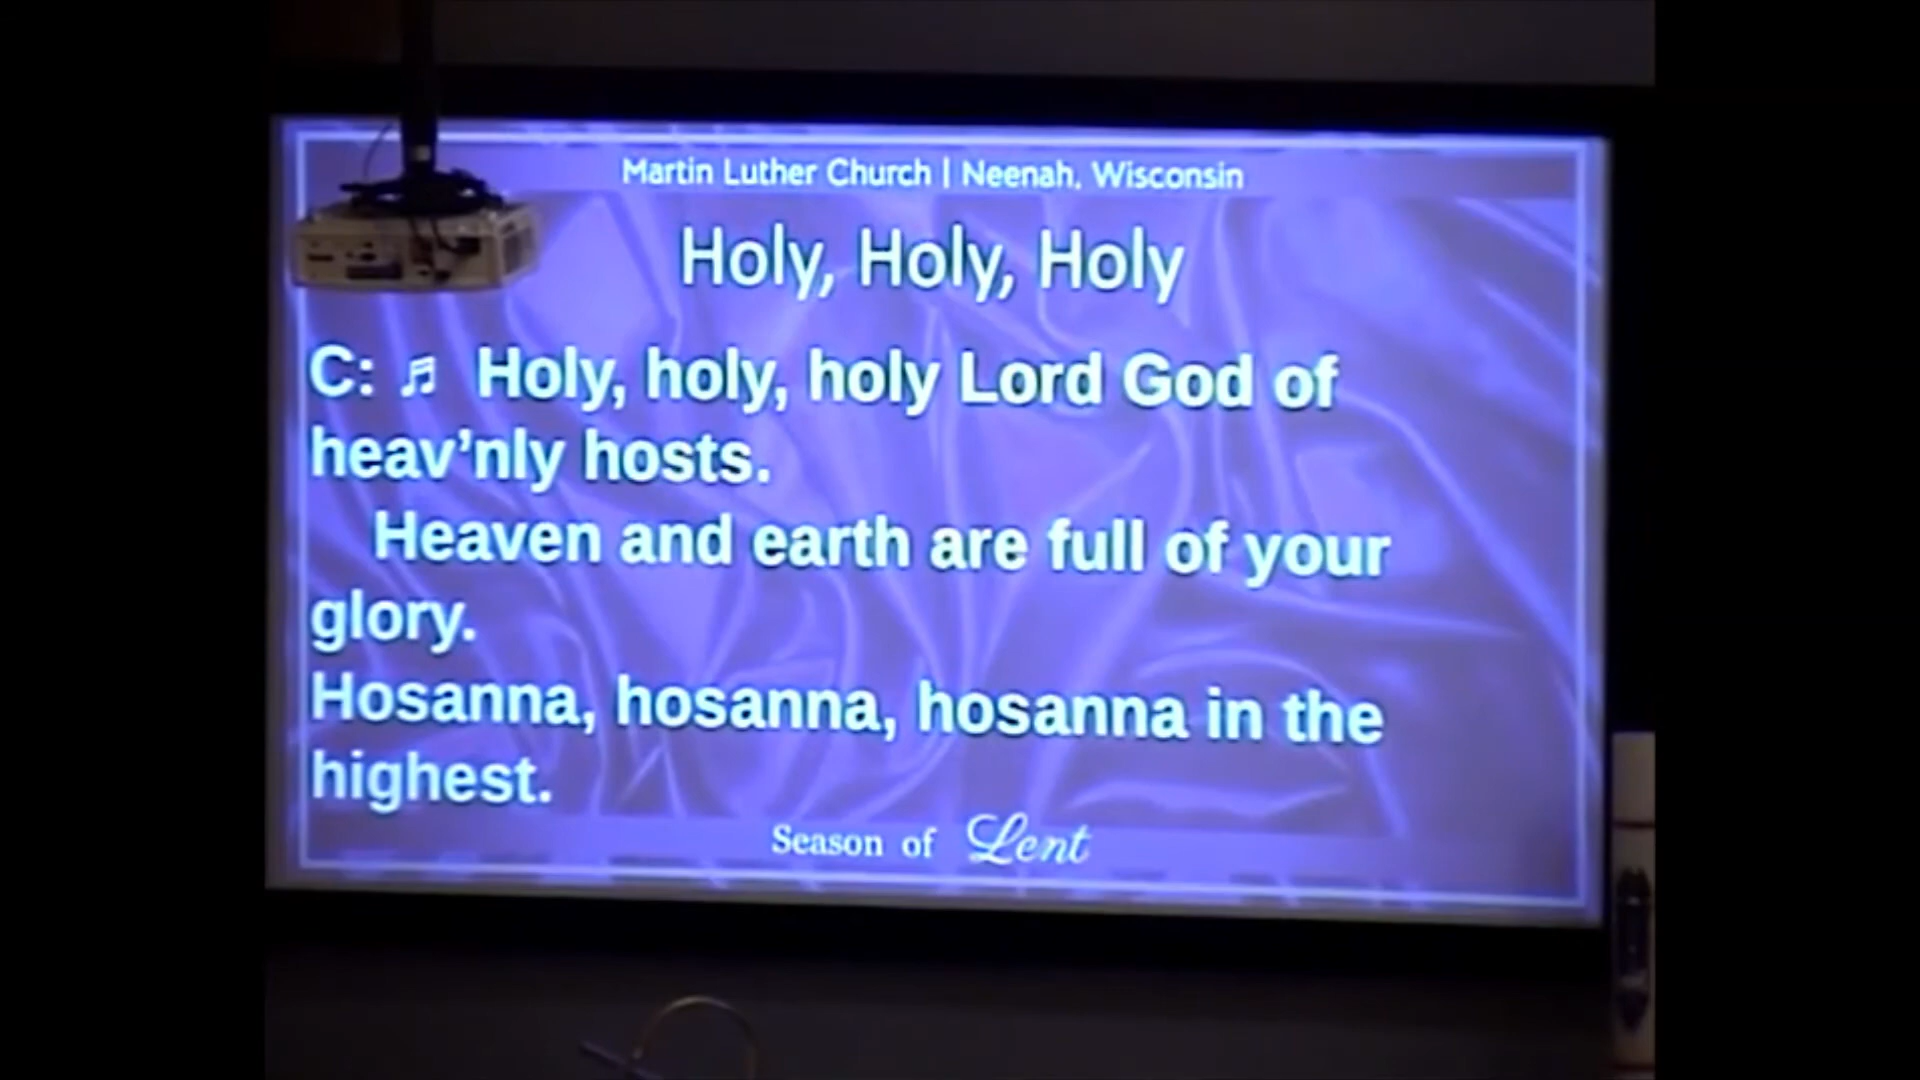 Martin Luther Church | Neenah, Wisconsin
Holy, Holy, Holy
C: ♬ Holy, holy, holy Lord God of
heav’nly hosts.
Heaven and earth are full of your
glory.
Hosanna, hosanna, hosanna in the
highest.
Season of Lent